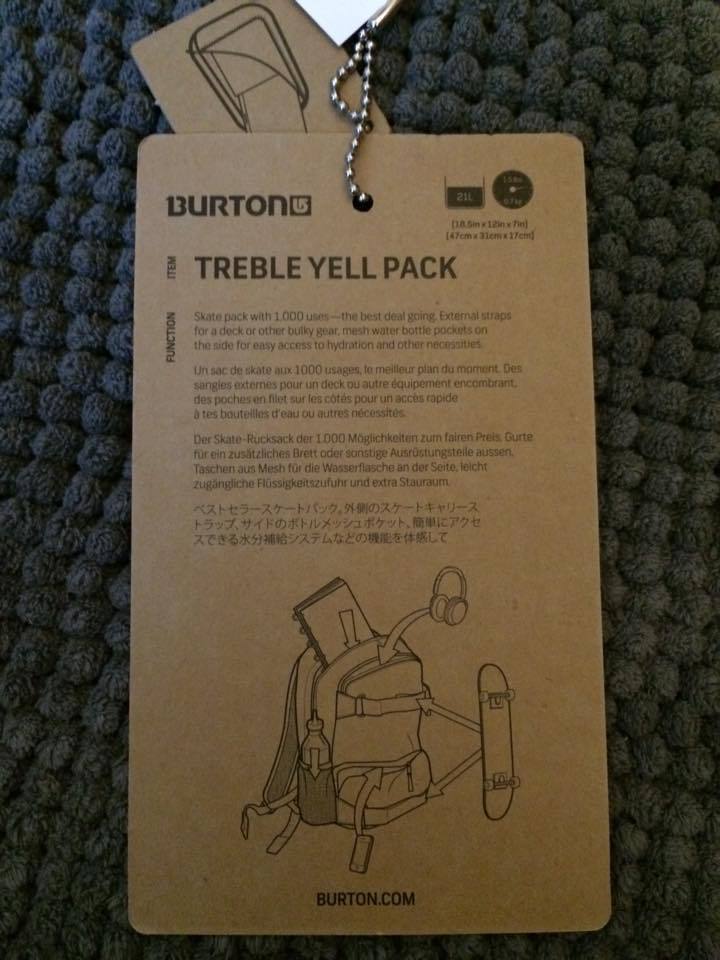 BURTON
21L
1.5 lbs
0.7 kg
[18.5in x 12in x 7in]
[47cm x 31cm x 17cm]
ITEM
TREBLE YELL PACK
FUNCTION
Skate pack with 1,000 uses—the best deal going. External straps
for a deck or other bulky gear, mesh water bottle pockets on
the side for easy access to hydration and other necessities.
Un sac de skate aux 1000 usages, le meilleur plan du moment. Des
sangles externes pour un deck ou autre équipement encombrant,
des poches en filet sur les côtés pour un accès rapide
à tes bouteilles d'eau ou autres nécessités.
Der Skate-Rucksack der 1.000 Möglichkeiten zum fairen Preis. Gurte
für ein zusätzliches Brett oder sonstige Ausrüstungsteile aussen,
Taschen aus Mesh für die Wasserflasche an der Seite, leicht
zugängliche Flüssigkeitszufuhr und extra Stauraum.
ベストセラースケートパック。外側のスケートキャリース
トラップ、サイドのボトルメッシュポケット、簡単にアクセ
スできる水分補給システムなどの機能を体感して
BURTON.COM